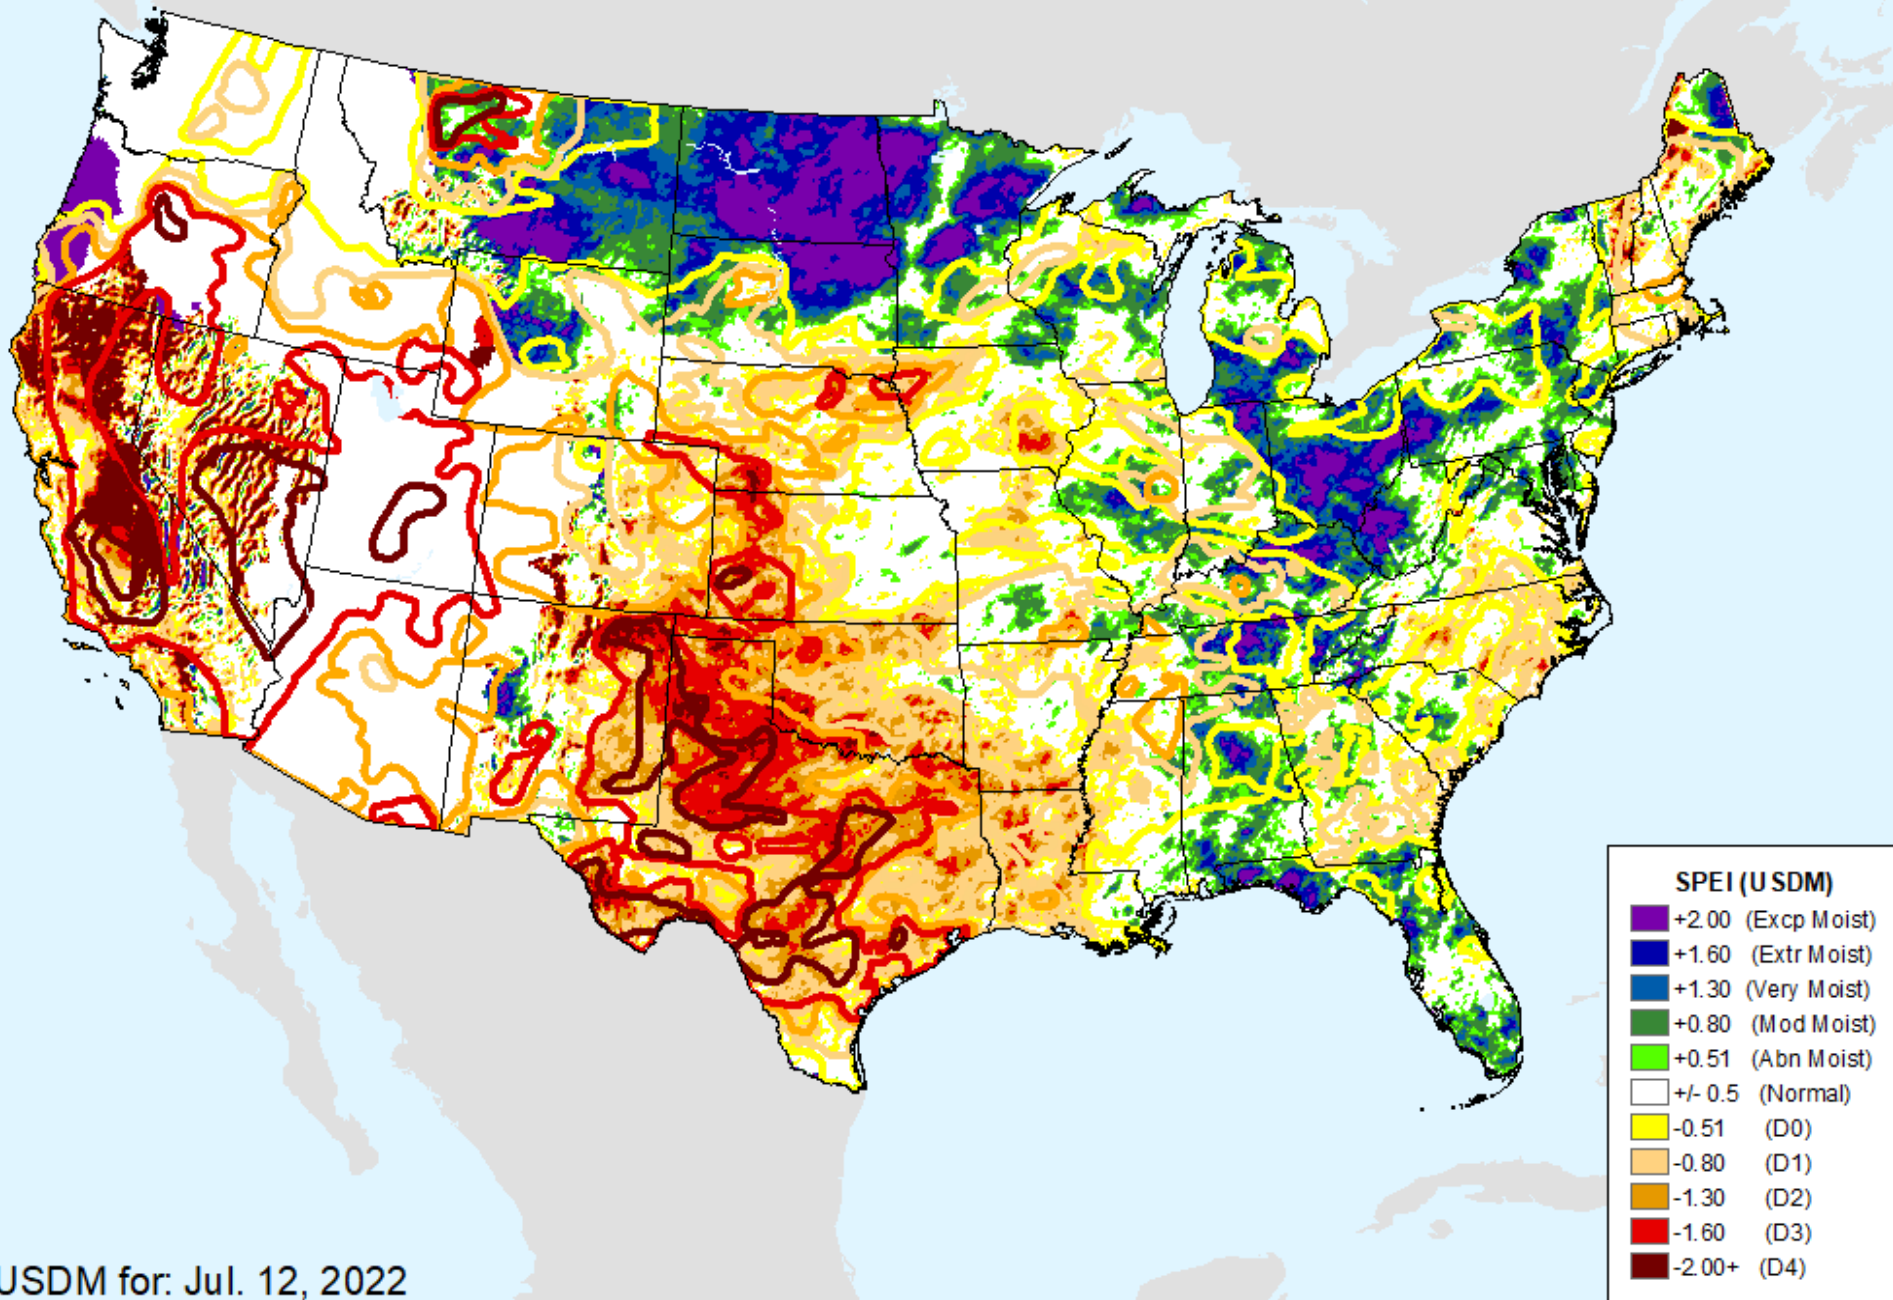 SPEI (USDM)
+2.00 (Excp Moist)
+1.60 (Extr Moist)
+1.30 (Very Moist)
+0.80 (Mod Moist)
+0.51 (Abn Moist)
+/- 0.5 (Normal)
-0.51 (D0)
-0.80 (D1)
-1.30 (D2)
-1.60 (D3)
-2.00+ (D4)
USDM for: Jul. 12, 2022